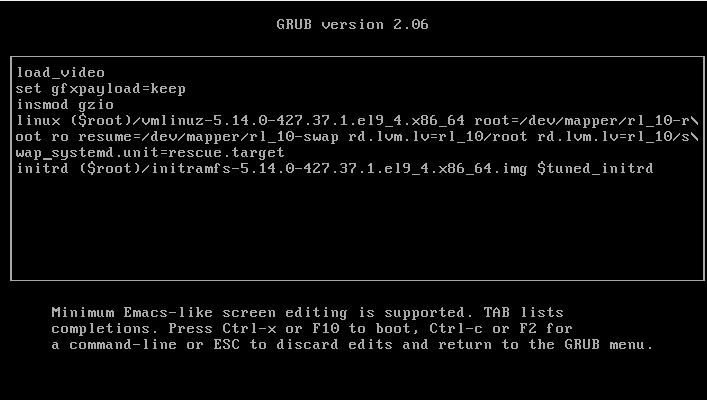 GRUB version 2.06
load_video
set gfxpayload=keep
insmod gzio
linux ($root)/vmlinuz-5.14.0-427.37.1.el9_4.x86_64 root=/dev/mapper/rl_10-r\
oot ro resume=/dev/mapper/rl_10-swap rd.lvm.lv=rl_10/root rd.lvm.lv=rl_10/s\
wap_systemd.unit=rescue.target
initrd ($root)/initramfs-5.14.0-427.37.1.el9_4.x86_64.img $tuned_initrd
Minimum Emacs-like screen editing is supported. TAB lists
completions. Press Ctrl-x or F10 to boot, Ctrl-c or F2 for
a command-line or ESC to discard edits and return to the GRUB menu.